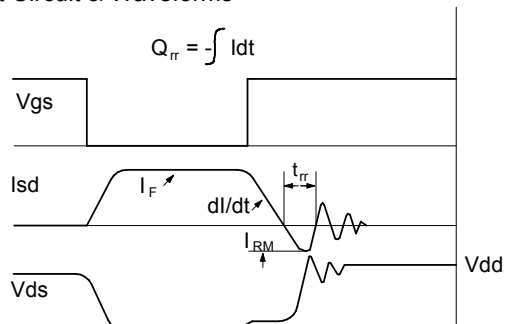 Q_rr = -∫ Idt
Vgs
Isd
I_F
dI/dt
t_rr
I_RM
Vds
Vdd